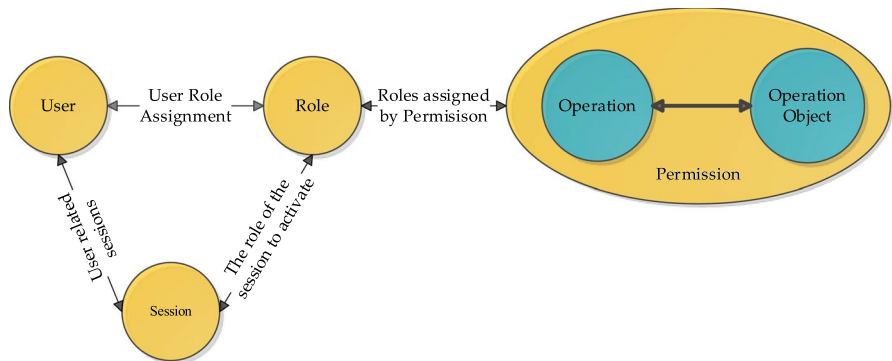 User
User Role
Assignment
Role
Roles assigned
by Permisison
Operation
Operation
Object
Permission
User related
sessions
The role of the
session to activate
Session